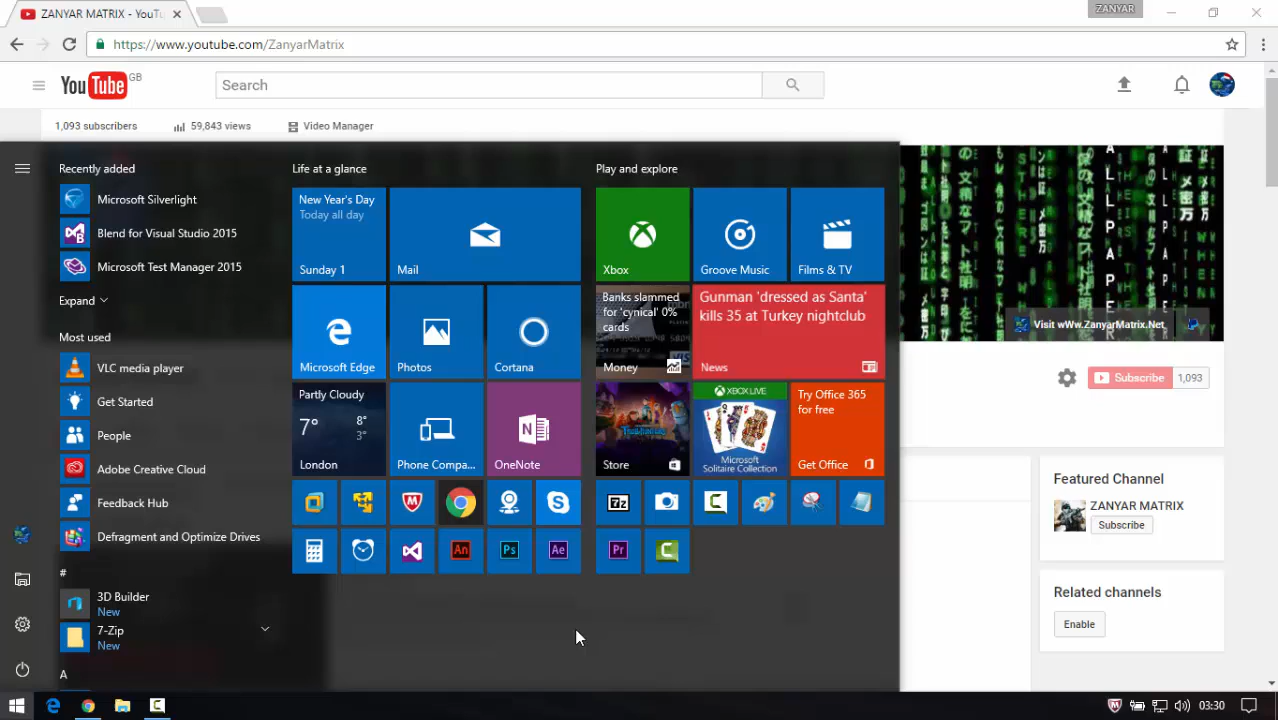 ZANYAR MATRIX - YouTu
ZANYAR
https://www.youtube.com/ZanyarMatrix
YouTube GB
Search
1,093 subscribers
59,843 views
Video Manager
Recently added
Microsoft Silverlight
Blend for Visual Studio 2015
Microsoft Test Manager 2015
Expand
Most used
VLC media player
Get Started
People
Adobe Creative Cloud
Feedback Hub
Defragment and Optimize Drives
#
3D Builder
New
7-Zip
New
A
Life at a glance
New Year's Day
Today all day
Sunday 1
Mail
Microsoft Edge
Photos
Cortana
Partly Cloudy
7°
8°
3°
London
Phone Compa...
OneNote
An
Ps
Ae
Play and explore
Xbox
Groove Music
Films & TV
Banks slammed
for 'cynical' 0%
cards
Money
Gunman 'dressed as Santa'
kills 35 at Turkey nightclub
News
Store
XBOX LIVE
Microsoft
Solitaire Collection
Try Office 365
for free
Get Office
7z
Pr
Visit wWw.ZanyarMatrix.Net
Subscribe
1,093
Featured Channel
ZANYAR MATRIX
Subscribe
Related channels
Enable
03:30